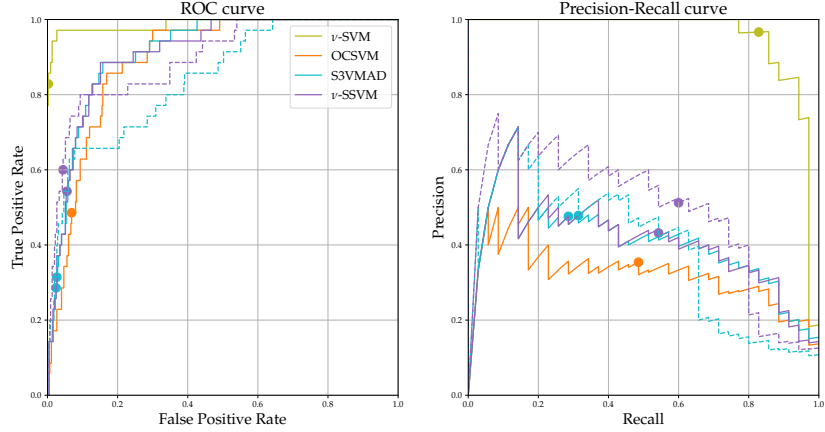 ROC curve
True Positive Rate
1.0
0.8
0.6
0.4
0.2
0.0
ν-SVM
OCSVM
S3VMAD
ν-SSVM
0.0 0.2 0.4 0.6 0.8 1.0
False Positive Rate
Precision-Recall curve
Precision
1.0
0.8
0.6
0.4
0.2
0.0
0.0 0.2 0.4 0.6 0.8 1.0
Recall